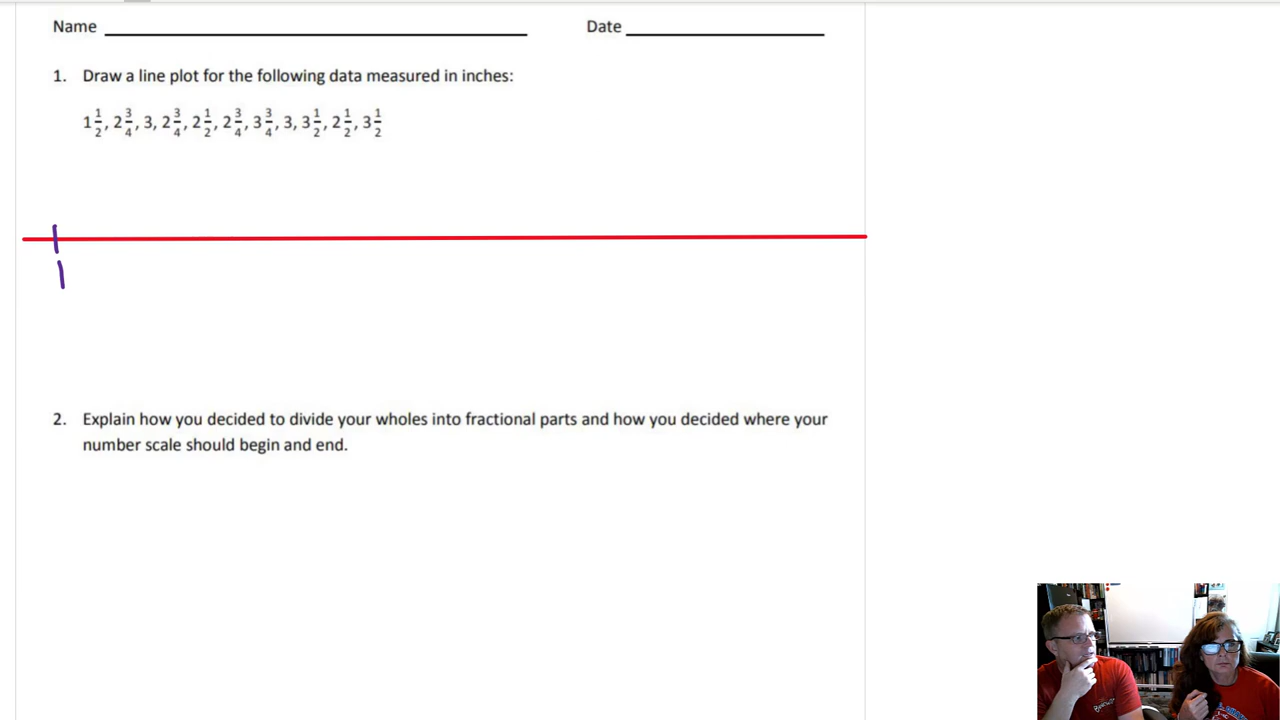 Name Date
1. Draw a line plot for the following data measured in inches:
1 1/2, 2 3/4, 3, 2 3/4, 2 1/2, 2 3/4, 3 3/4, 3, 3 1/2, 2 1/2, 3 1/2
1
2. Explain how you decided to divide your wholes into fractional parts and how you decided where your
number scale should begin and end.